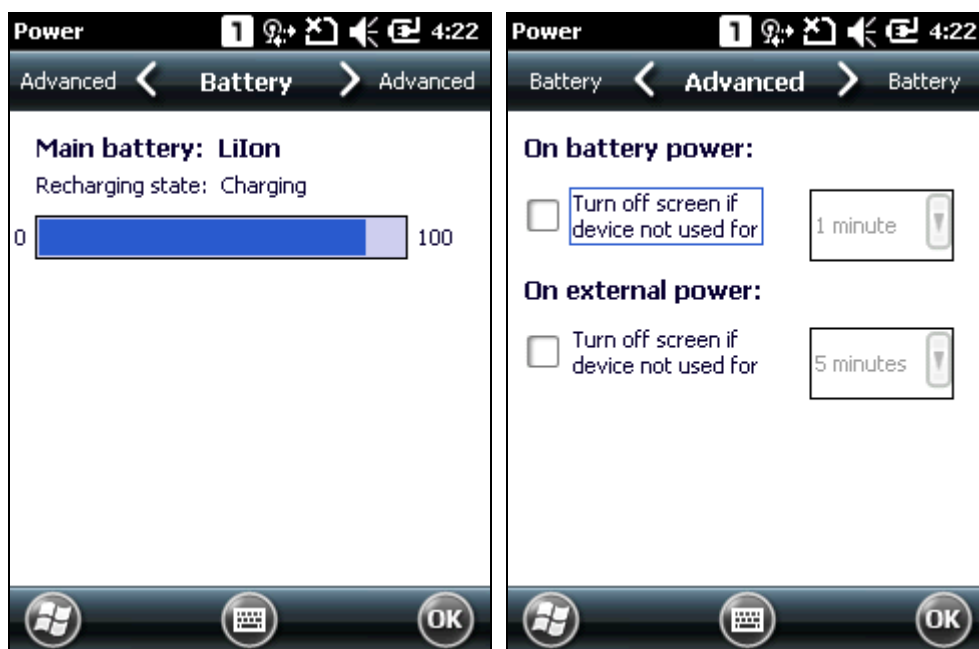 Power 1 4:22
Advanced Battery Advanced
Main battery: LiIon
Recharging state: Charging
0 100
OK
Power 1 4:22
Battery Advanced Battery
On battery power:
Turn off screen if
device not used for
1 minute
On external power:
Turn off screen if
device not used for
5 minutes
OK